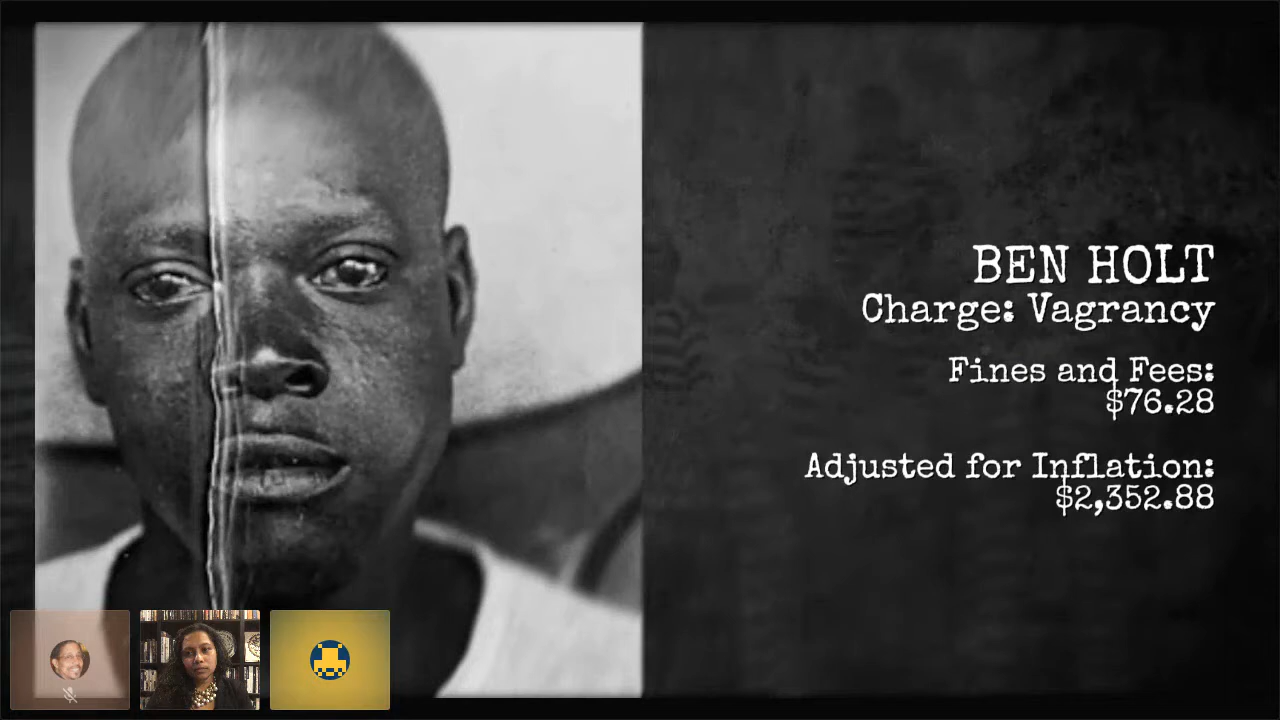 BEN HOLT
Charge: Vagrancy
Fines and Fees:
$76.28
Adjusted for Inflation:
$2,352.88